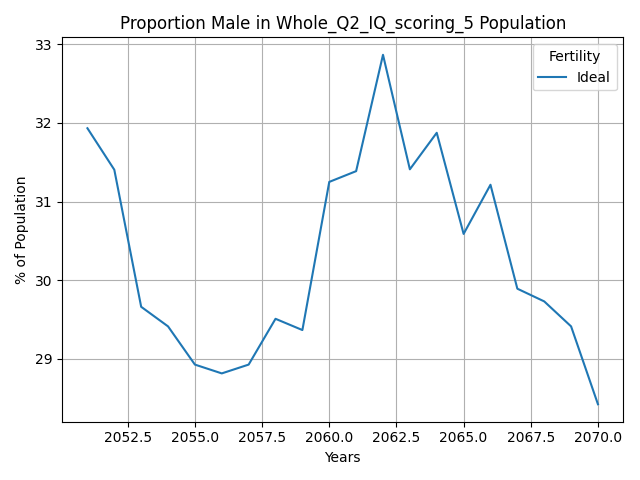 Proportion Male in Whole_Q2_IQ_scoring_5 Population
33
32
31
30
29
% of Population
Fertility
Ideal
2052.5 2055.0 2057.5 2060.0 2062.5 2065.0 2067.5 2070.0
Years